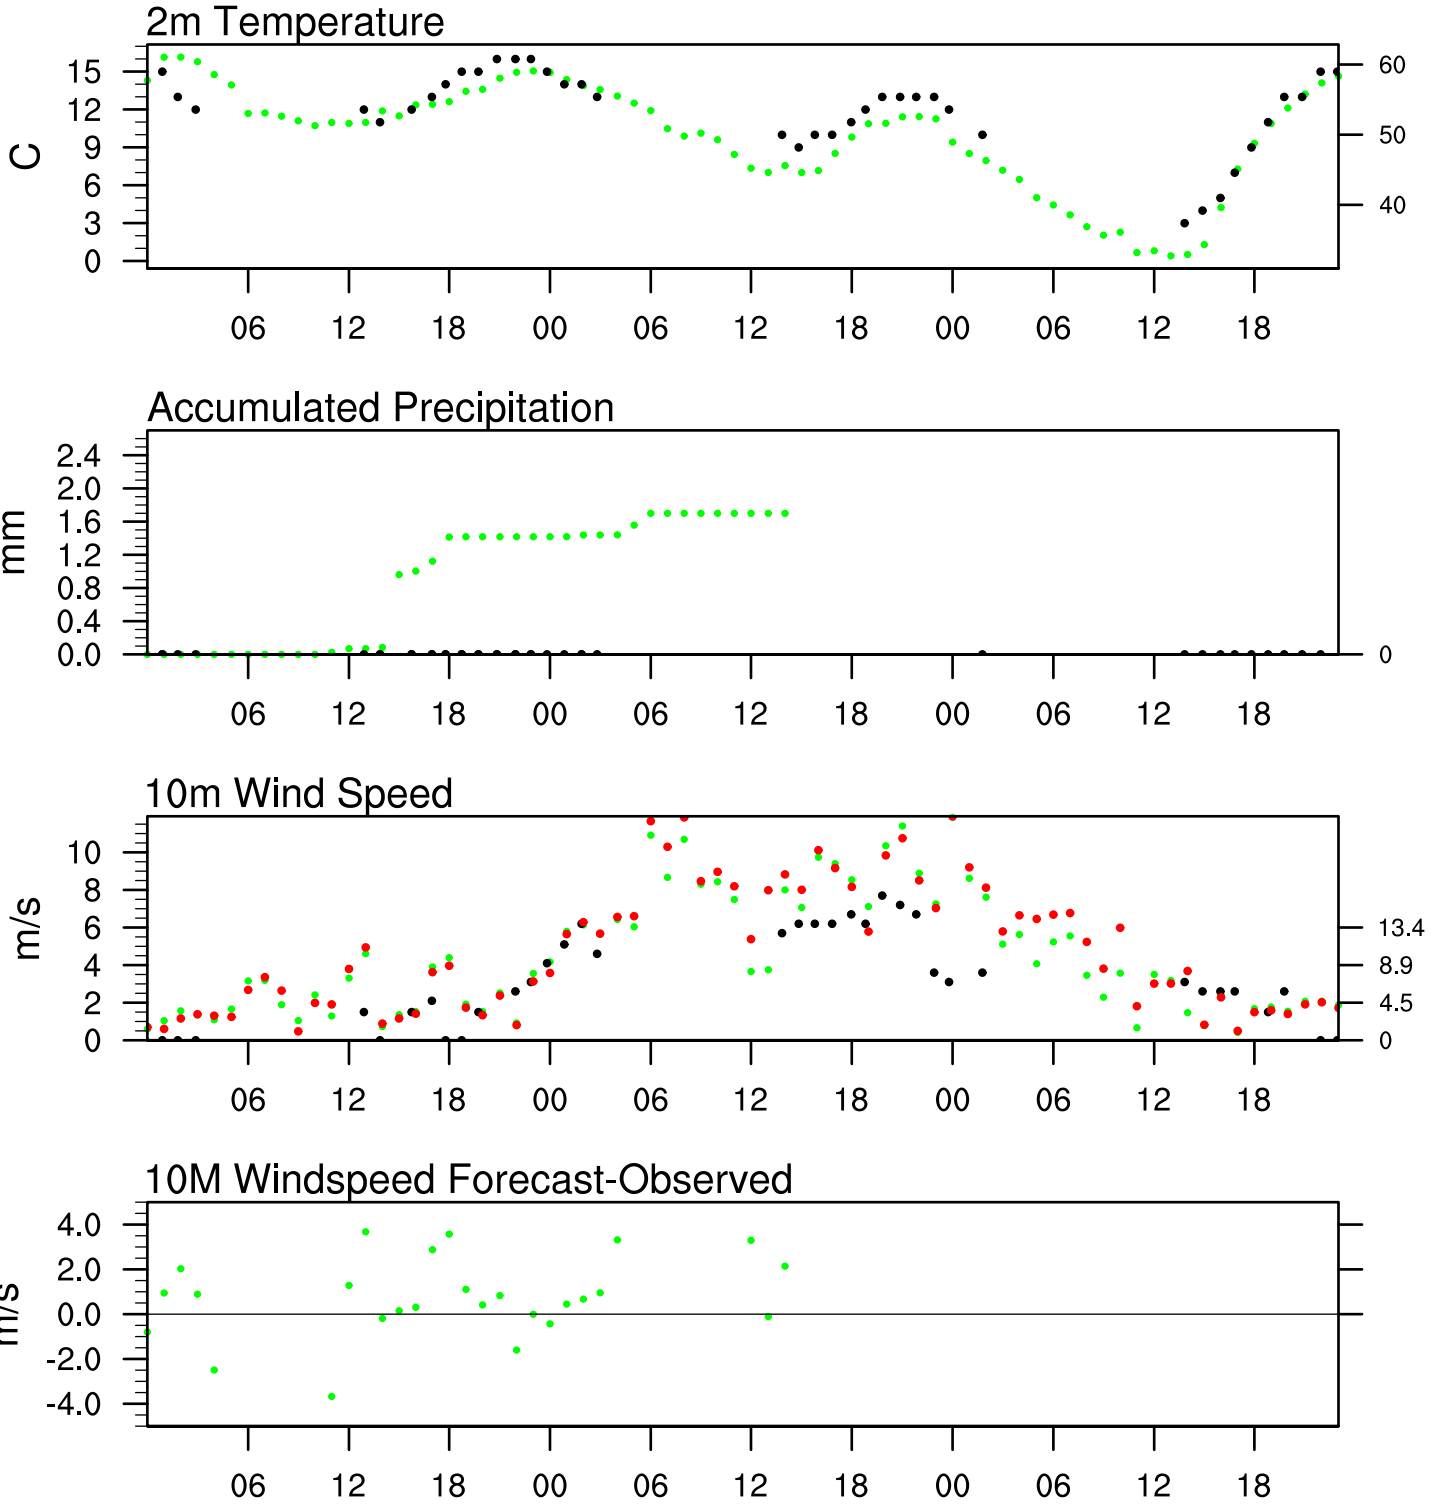 2m Temperature
15 60
12
9 50
C
6
3 40
0
06 12 18 00 06 12 18 00 06 12 18
Accumulated Precipitation
2.4
2.0
1.6
mm
1.2
0.8
0.4
0.0 0
06 12 18 00 06 12 18 00 06 12 18
10m Wind Speed
10
8
m/s
6 13.4
4 8.9
2 4.5
0 0
06 12 18 00 06 12 18 00 06 12 18
10M Windspeed Forecast-Observed
4.0
2.0
m/s
0.0
-2.0
-4.0
06 12 18 00 06 12 18 00 06 12 18